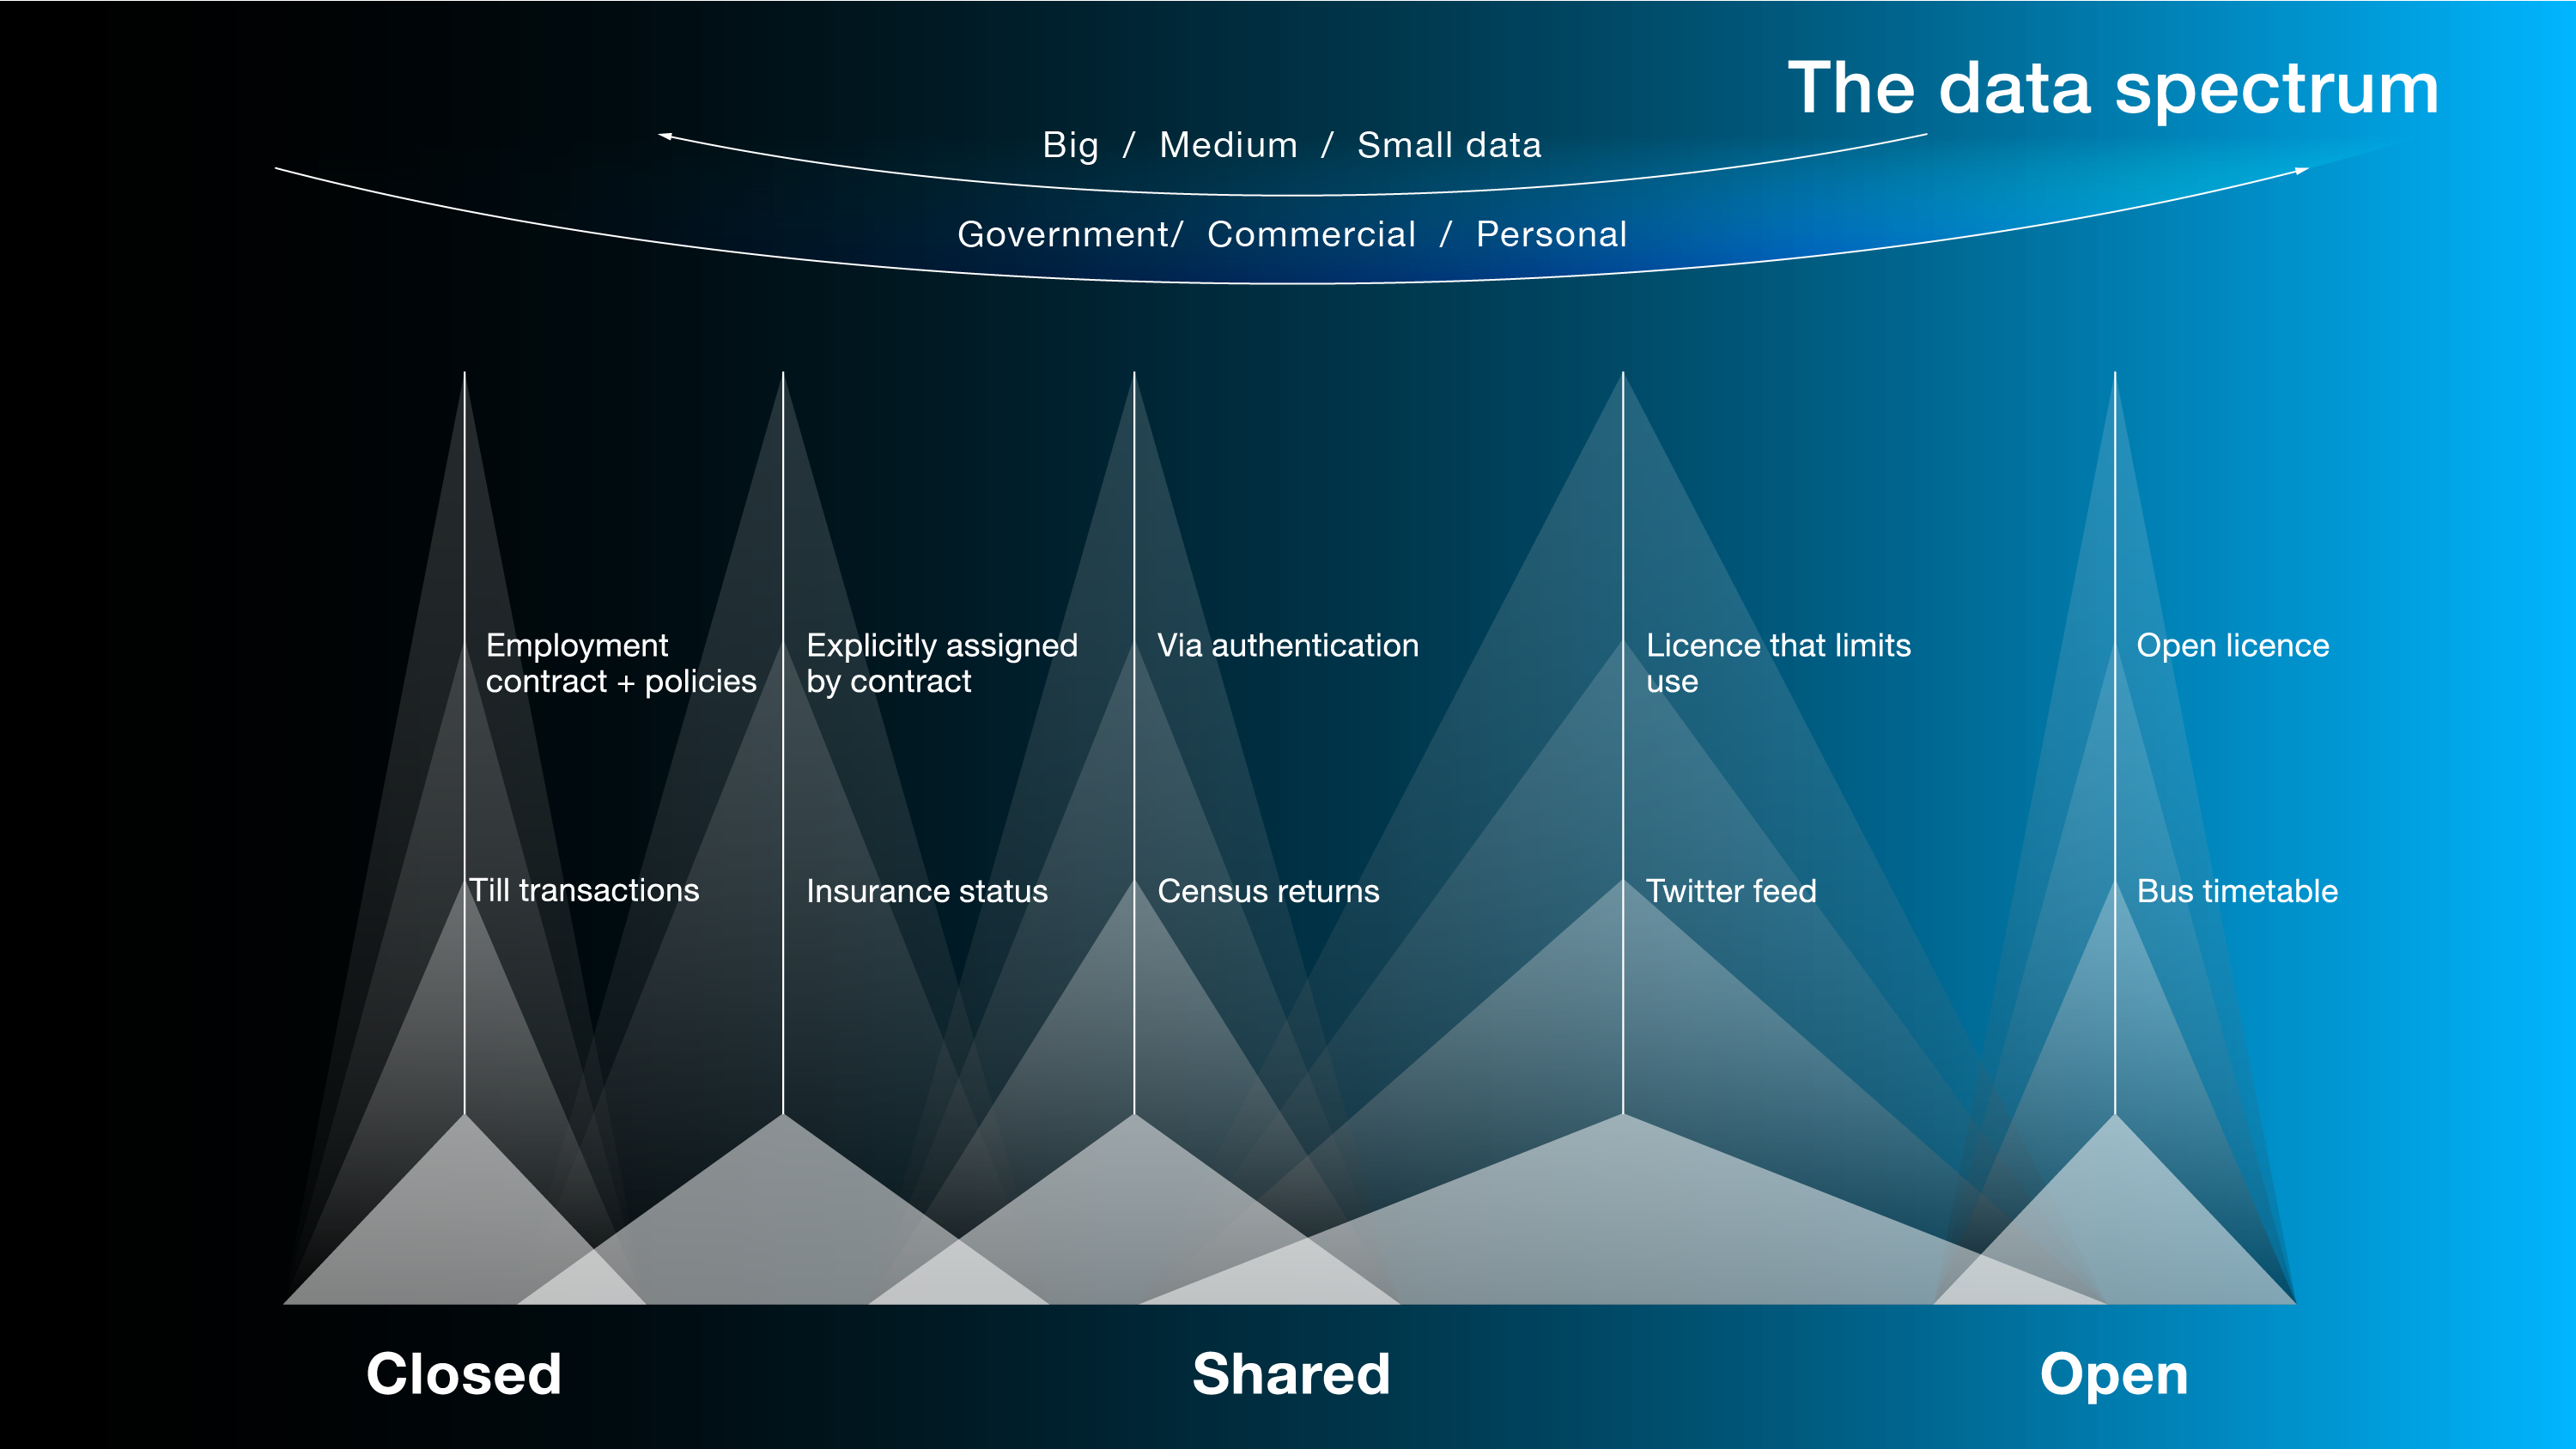 The data spectrum
Big / Medium / Small data
Government/ Commercial / Personal
Employment
contract + policies
Explicitly assigned
by contract
Via authentication
Licence that limits
use
Open licence
Till transactions
Insurance status
Census returns
Twitter feed
Bus timetable
Closed
Shared
Open